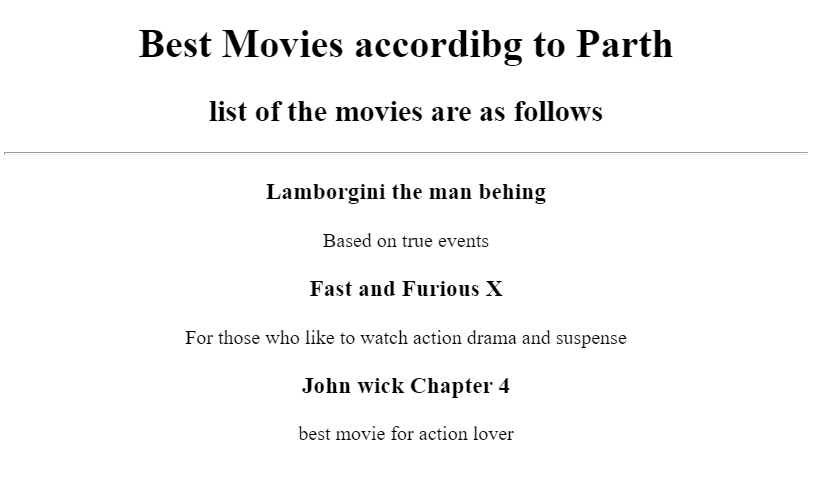 Best Movies accordibg to Parth
list of the movies are as follows
Lamborgini the man behing
Based on true events
Fast and Furious X
For those who like to watch action drama and suspense
John wick Chapter 4
best movie for action lover